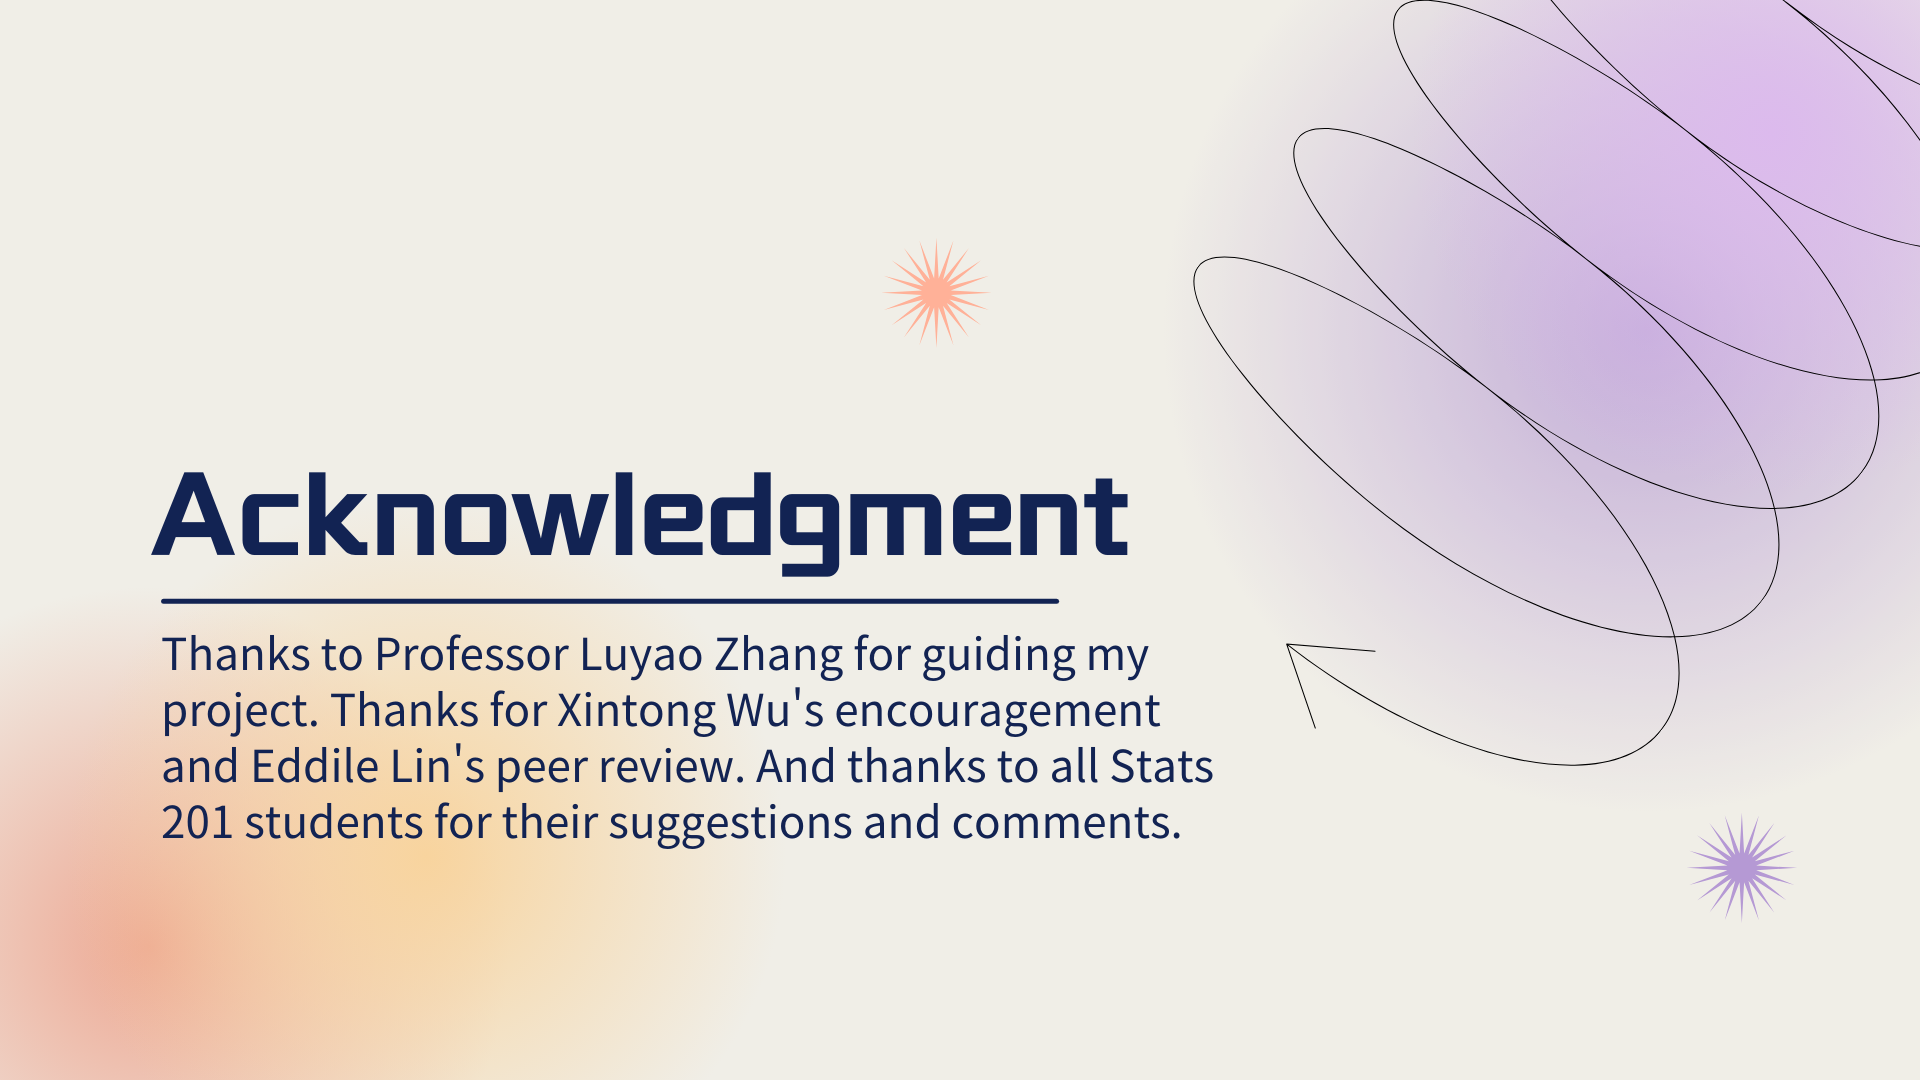 Acknowledgment
Thanks to Professor Luyao Zhang for guiding my
project. Thanks for Xintong Wu's encouragement
and Eddile Lin's peer review. And thanks to all Stats
201 students for their suggestions and comments.